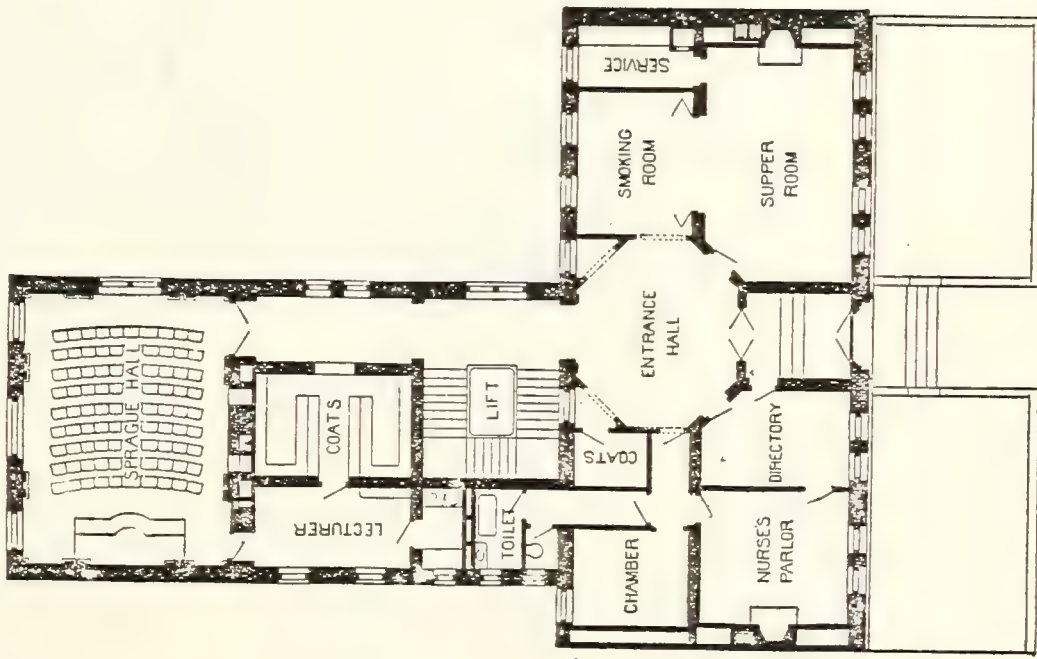 SERVICE
SMOKING
ROOM
SUPPER
ROOM
SPRAGUE HALL
COATS
LIFT
ENTRANCE
HALL
COATS
DIRECTORY
LECTURER
TOILET
CHAMBER
NURSE'S
PARLOR